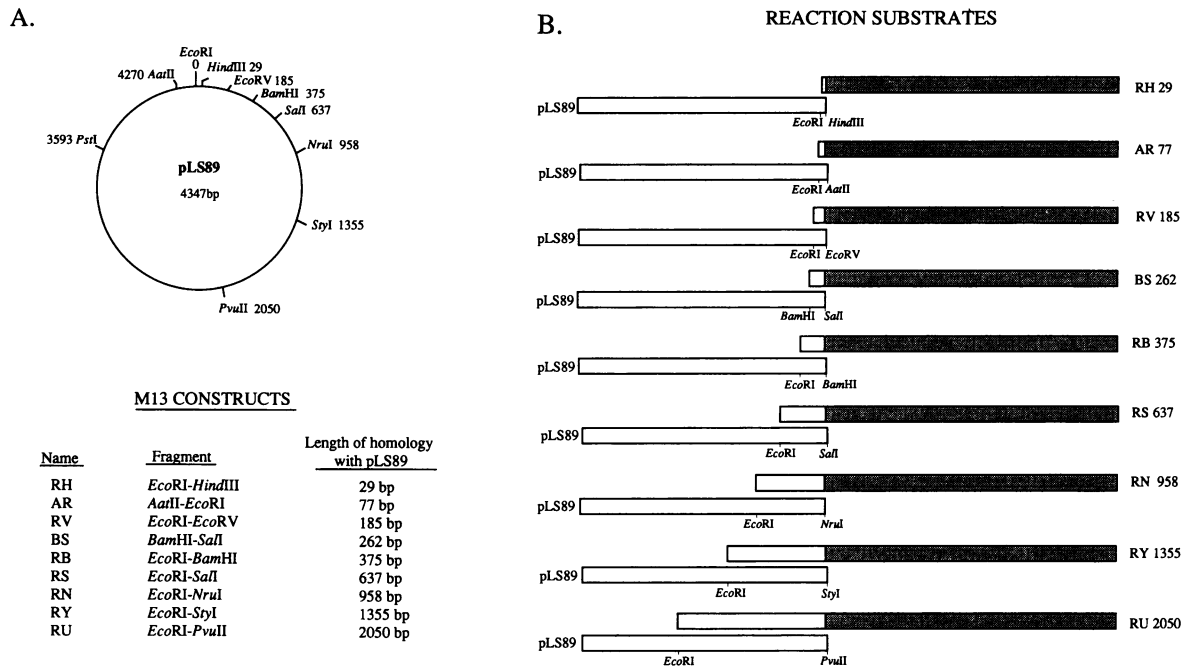 A.
EcoRI
0
HindIII 29
4270 AatII
EcoRV 185
BamHI 375
SalI 637
3593 PstI
NruI 958
pLS89
4347bp
StyI 1355
PvuII 2050
M13 CONSTRUCTS
Name Fragment Length of homology
with pLS89
RH EcoRI-HindIII 29 bp
AR AatII-EcoRI 77 bp
RV EcoRI-EcoRV 185 bp
BS BamHI-SalI 262 bp
RB EcoRI-BamHI 375 bp
RS EcoRI-SalI 637 bp
RN EcoRI-NruI 958 bp
RY EcoRI-StyI 1355 bp
RU EcoRI-PvuII 2050 bp
B.
REACTION SUBSTRATES
RH 29
pLS89
EcoRI HindIII
AR 77
pLS89
EcoRI AatII
RV 185
pLS89
EcoRI EcoRV
BS 262
pLS89
BamHI SalI
RB 375
pLS89
EcoRI BamHI
RS 637
pLS89
EcoRI SalI
RN 958
pLS89
EcoRI NruI
RY 1355
pLS89
EcoRI StyI
RU 2050
pLS89
EcoRI PvuII